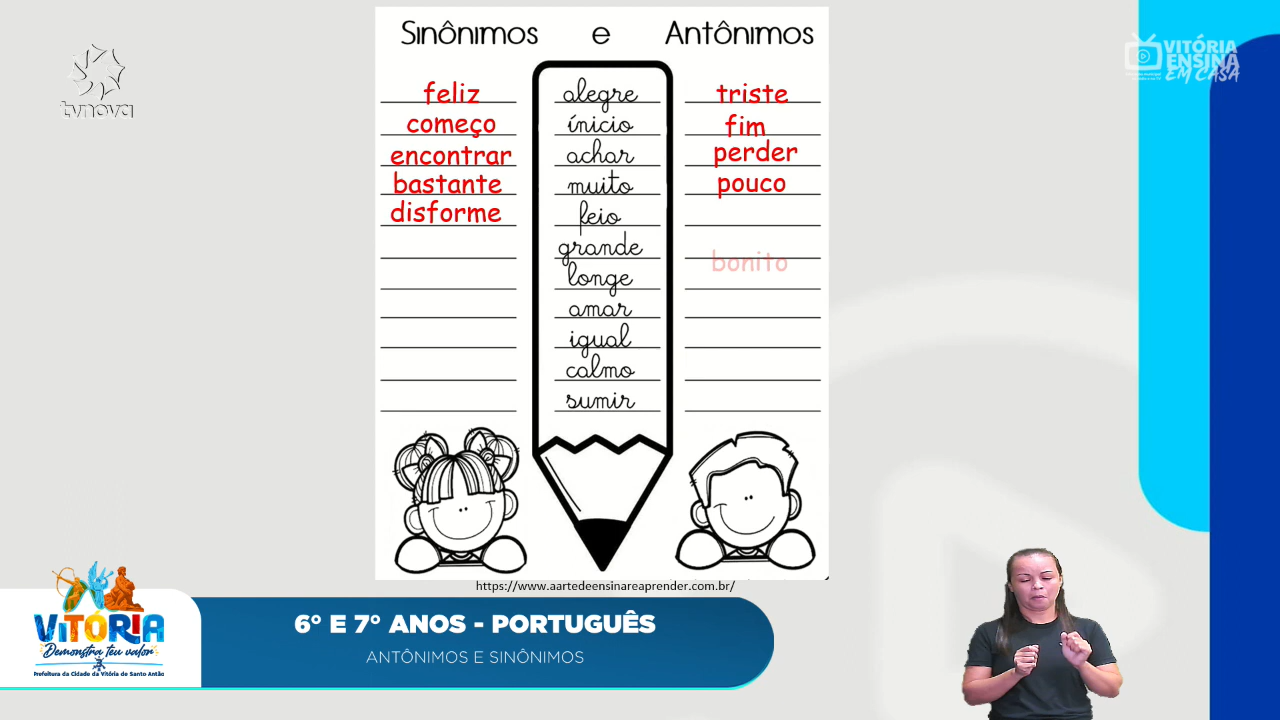 Sinônimos e Antônimos
feliz alegre triste
começo ínicio fim
encontrar achar perder
bastante muito pouco
disforme feio
grande
bonito
longe
amar
igual
calmo
sumir
https://www.aartedeensinareaprender.com.br/
6º E 7º ANOS - PORTUGUÊS
ANTÔNIMOS E SINÔNIMOS
VITÓRIA
Demonstra teu valor
Prefeitura da Cidade da Vitória de Santo Antão
tvnova
VITÓRIA
ENSINA
EM CASA